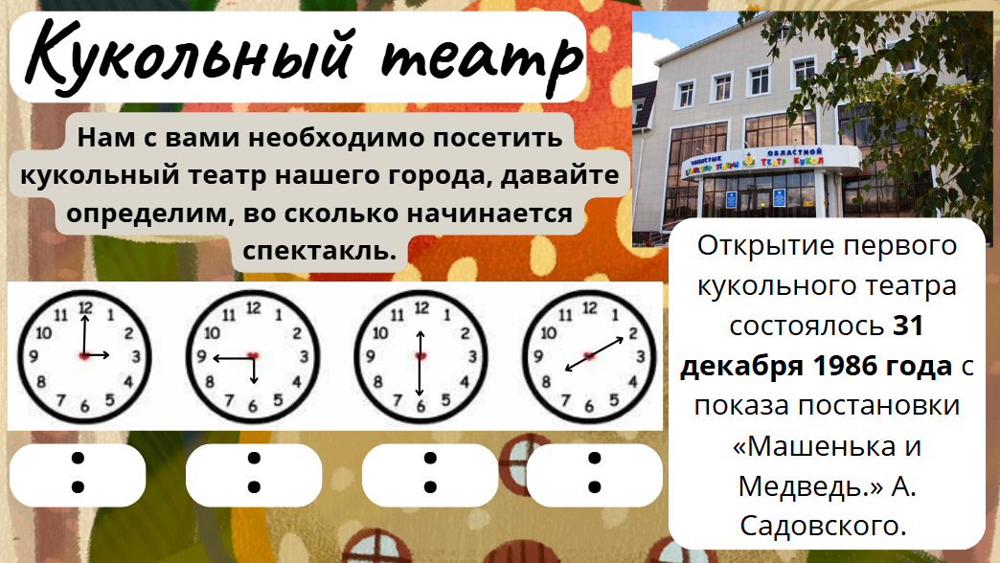 Кукольный театр
Нам с вами необходимо посетить
кукольный театр нашего города, давайте
определим, во сколько начинается
спектакль.
ОБЛАСТНОЙ
ТЕАТР КУКОЛ
Открытие первого
кукольного театра
состоялось 31
декабря 1986 года с
показа постановки
«Машенька и
Медведь.» А.
Садовского.
12 1 2 3 4 5 6 7 8 9 10 11
12 1 2 3 4 5 6 7 8 9 10 11
12 1 2 3 4 5 6 7 8 9 10 11
12 1 2 3 4 5 6 7 8 9 10 11
: : : :